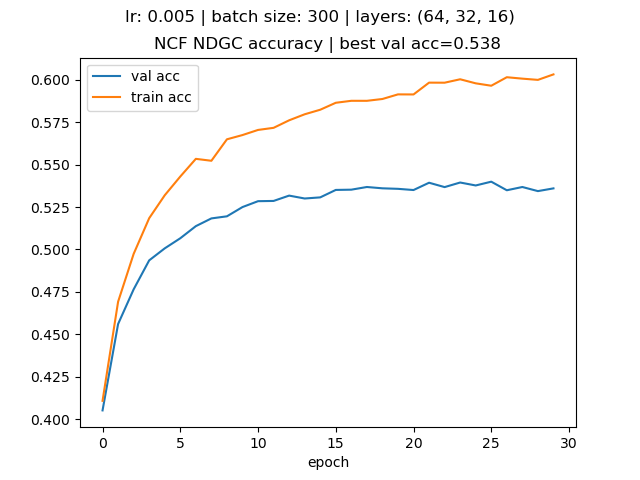 lr: 0.005 | batch size: 300 | layers: (64, 32, 16)
NCF NDGC accuracy | best val acc=0.538
val acc
train acc
0.600
0.575
0.550
0.525
0.500
0.475
0.450
0.425
0.400
0 5 10 15 20 25 30
epoch